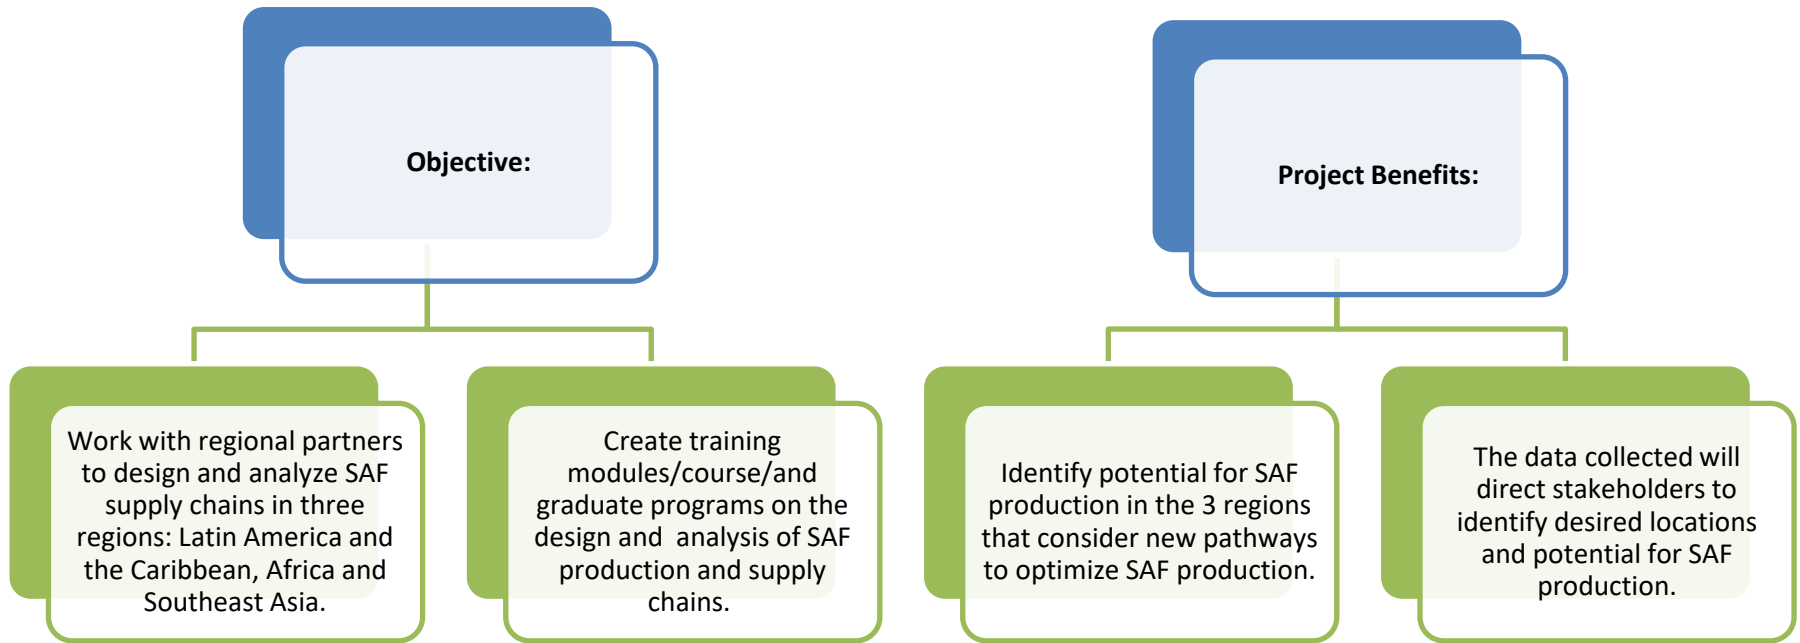 Objective:
Work with regional partners
to design and analyze SAF
supply chains in three
regions: Latin America and
the Caribbean, Africa and
Southeast Asia.
Create training
modules/course/and
graduate programs on the
design and  analysis of SAF
production and supply
chains.
Project Benefits:
Identify potential for SAF
production in the 3 regions
that consider new pathways
to optimize SAF production.
The data collected will
direct stakeholders to
identify desired locations
and potential for SAF
production.